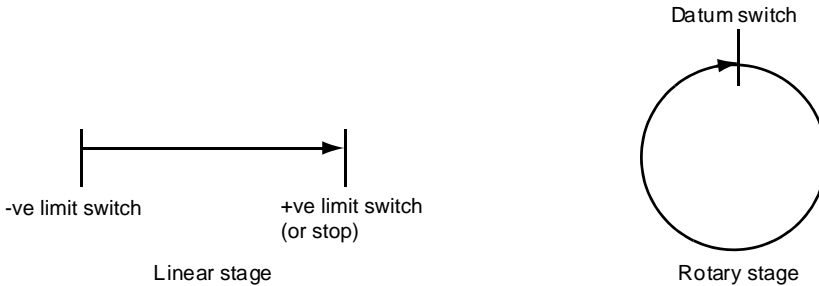 Datum switch
-ve limit switch
+ve limit switch
(or stop)
Linear stage
Rotary stage